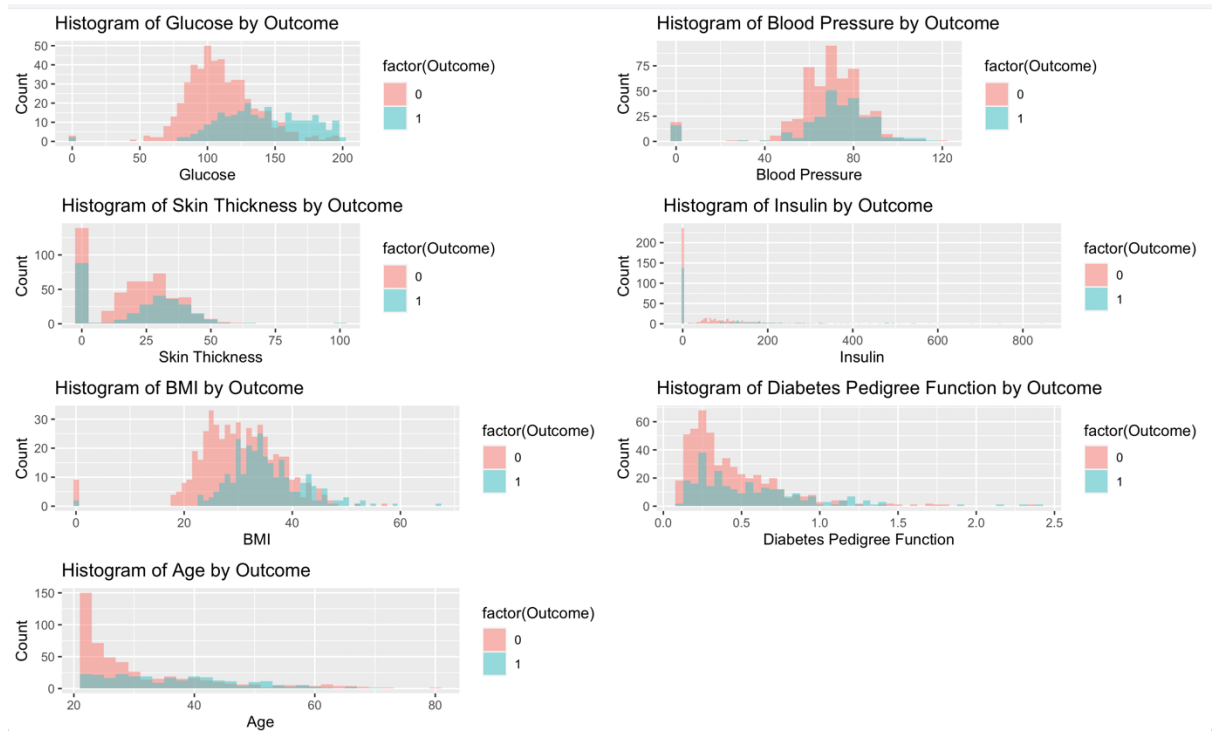 Histogram of Glucose by Outcome
50
40
30
20
10
0
Count
0 50 100 150 200
Glucose
factor(Outcome)
0
1
Histogram of Blood Pressure by Outcome
75
50
25
0
Count
0 40 80 120
Blood Pressure
factor(Outcome)
0
1
Histogram of Skin Thickness by Outcome
100
50
0
Count
0 25 50 75 100
Skin Thickness
factor(Outcome)
0
1
Histogram of Insulin by Outcome
200
150
100
50
0
Count
0 200 400 600 800
Insulin
factor(Outcome)
0
1
Histogram of BMI by Outcome
30
20
10
0
Count
0 20 40 60
BMI
factor(Outcome)
0
1
Histogram of Diabetes Pedigree Function by Outcome
60
40
20
0
Count
0.0 0.5 1.0 1.5 2.0 2.5
Diabetes Pedigree Function
factor(Outcome)
0
1
Histogram of Age by Outcome
150
100
50
0
Count
20 40 60 80
Age
factor(Outcome)
0
1